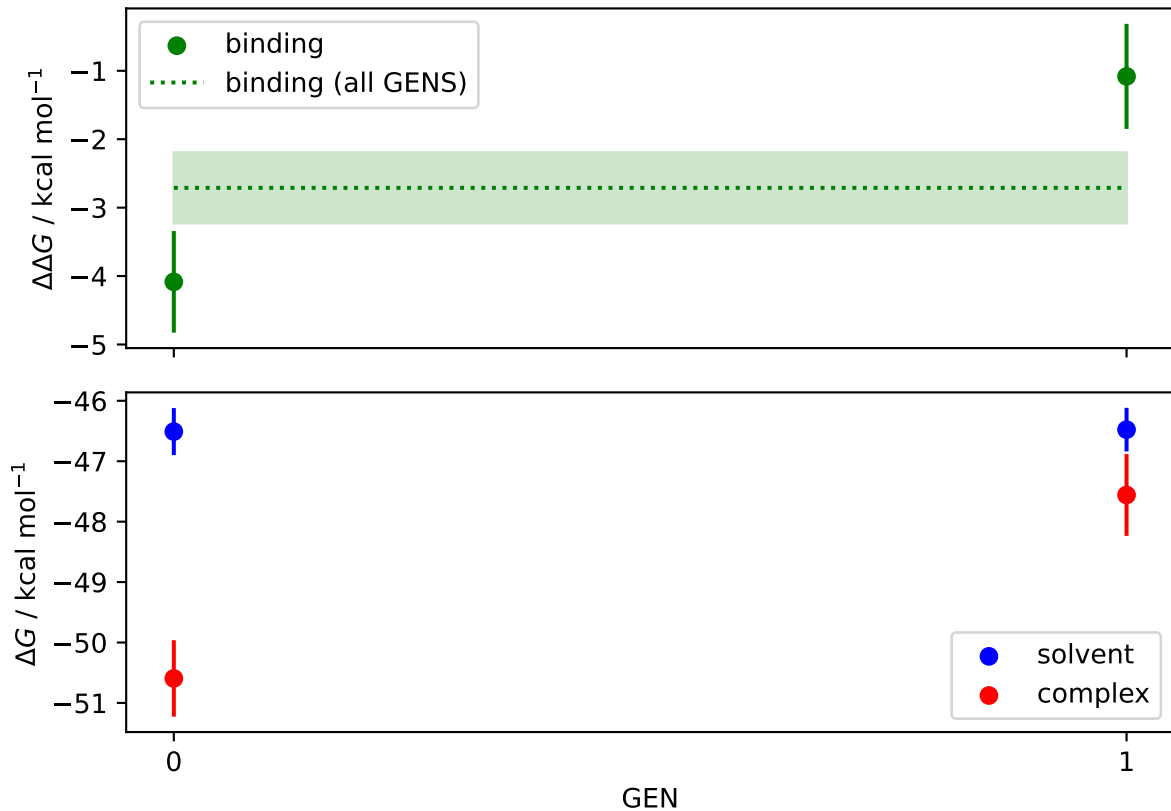 binding
binding (all GENS)
ΔΔG / kcal mol⁻¹
−1
−2
−3
−4
−5
ΔG / kcal mol⁻¹
−46
−47
−48
−49
−50
−51
solvent
complex
0
1
GEN